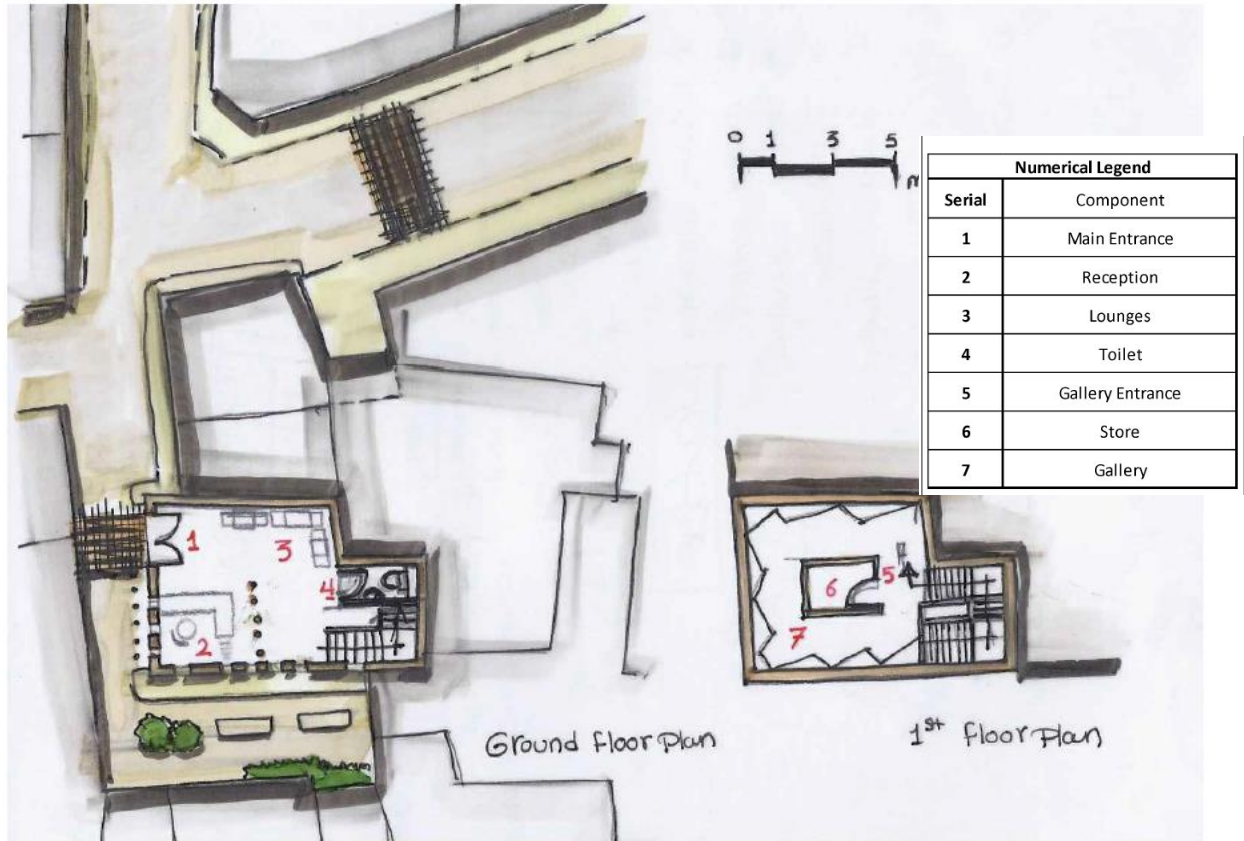 0 1 3 5
m
Numerical Legend
Serial Component
1 Main Entrance
2 Reception
3 Lounges
4 Toilet
5 Gallery Entrance
6 Store
7 Gallery
1
3
4
2
5
6
7
Ground floor Plan
1st floor Plan